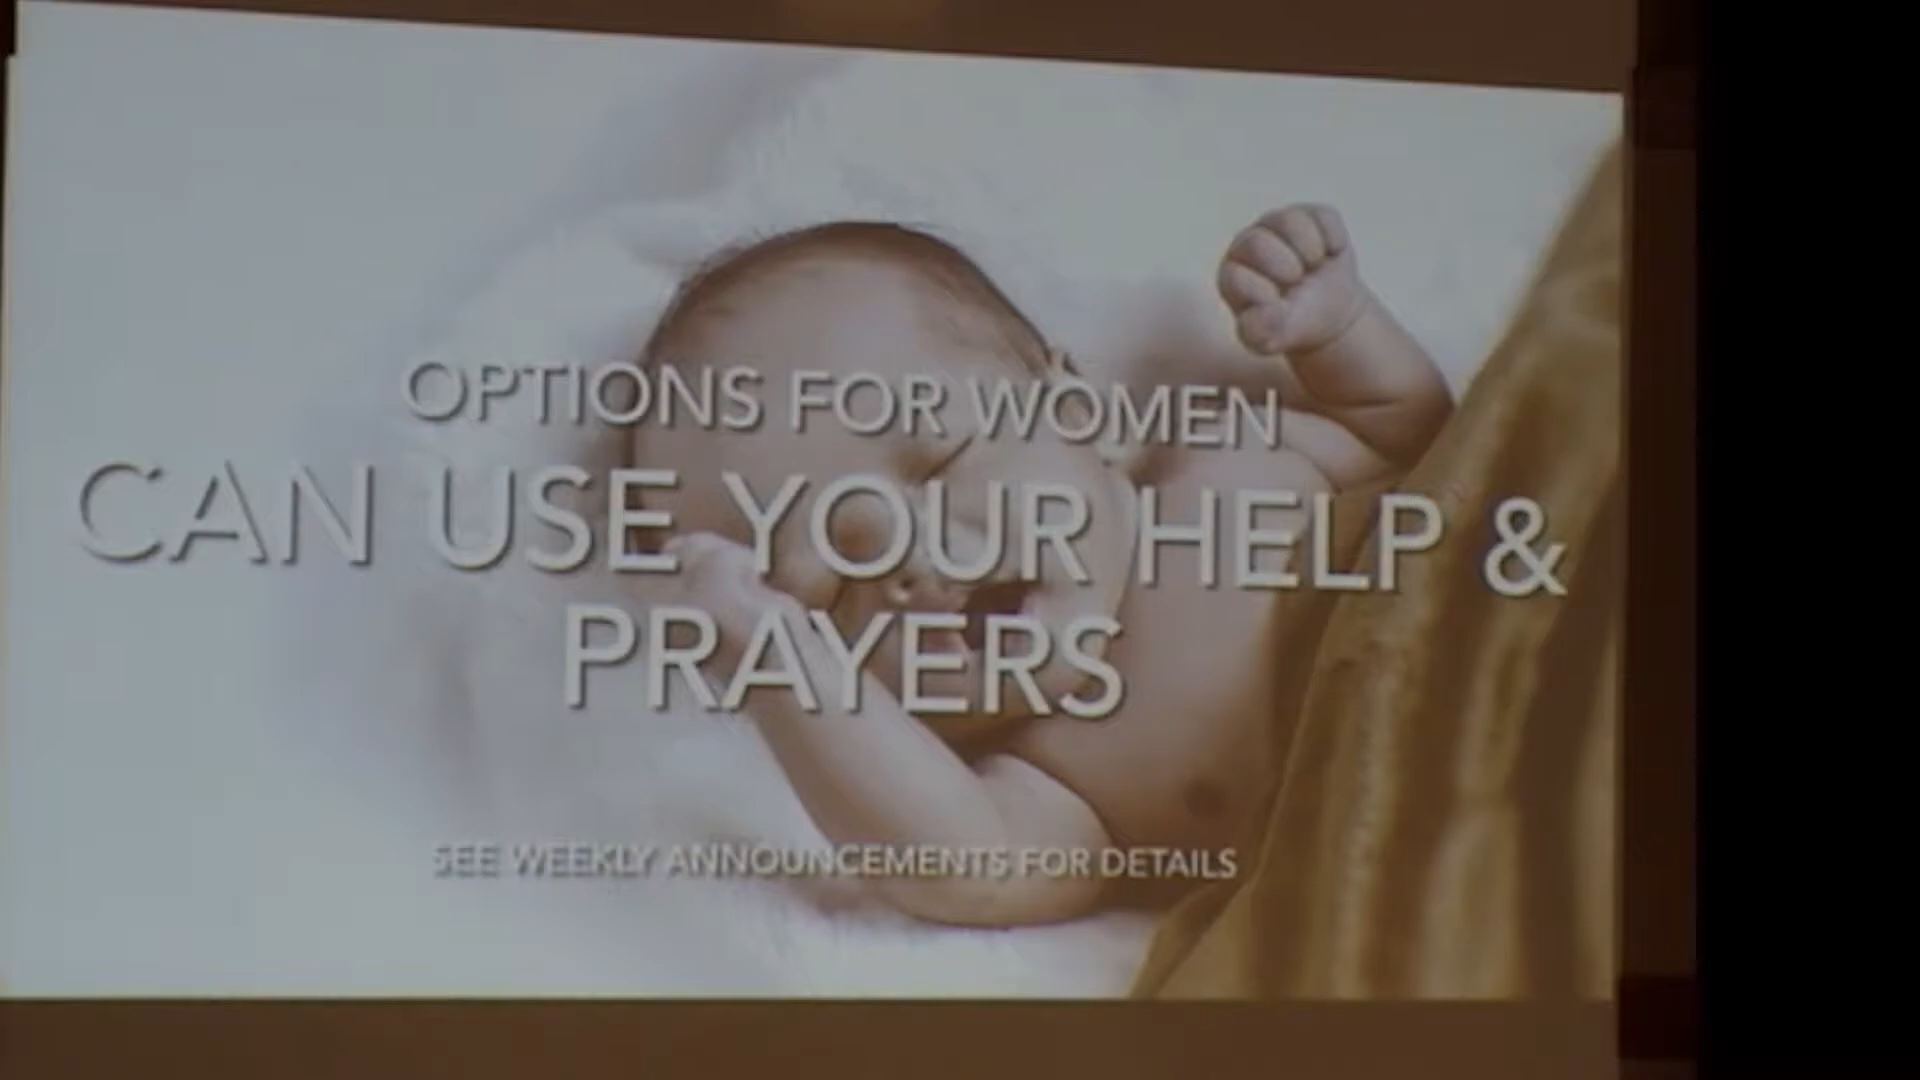 OPTIONS FOR WOMEN
CAN USE YOUR HELP &
PRAYERS
SEE WEEKLY ANNOUNCEMENTS FOR DETAILS